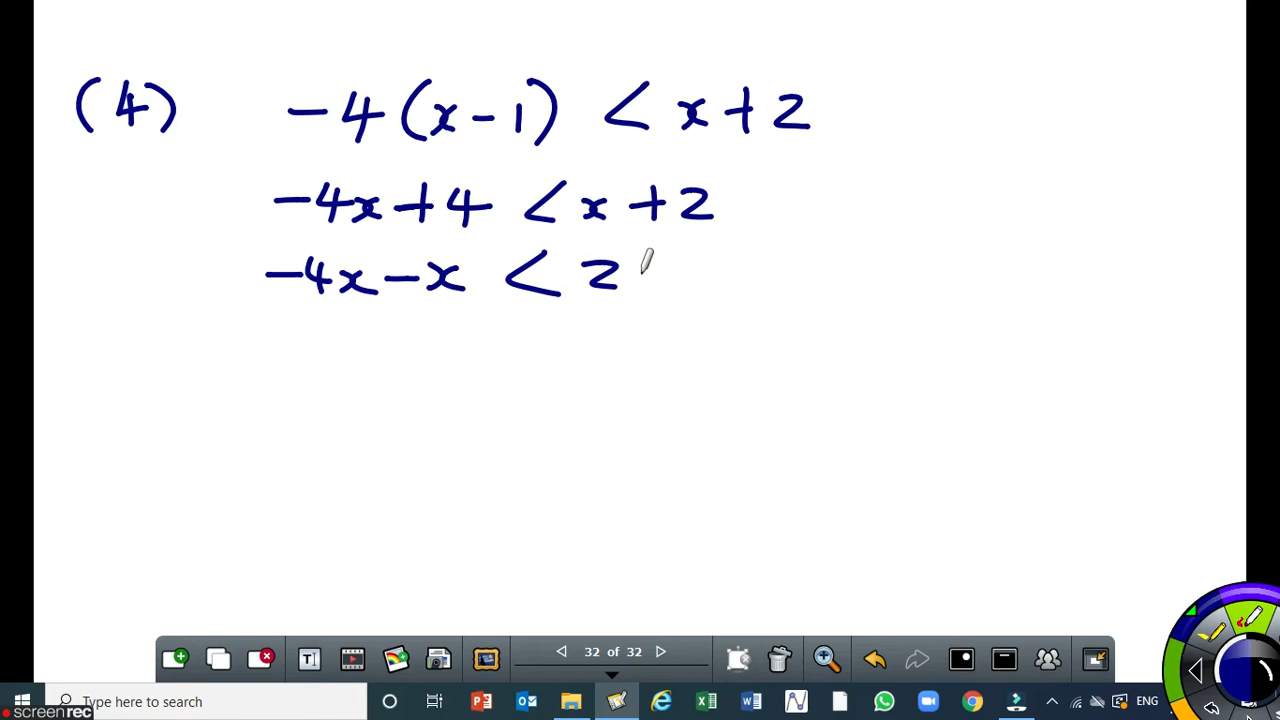 (4) -4(x-1) < x+2
-4x+4 < x+2
-4x-x < 2
32 of 32
Type here to search
ENG
screenrec